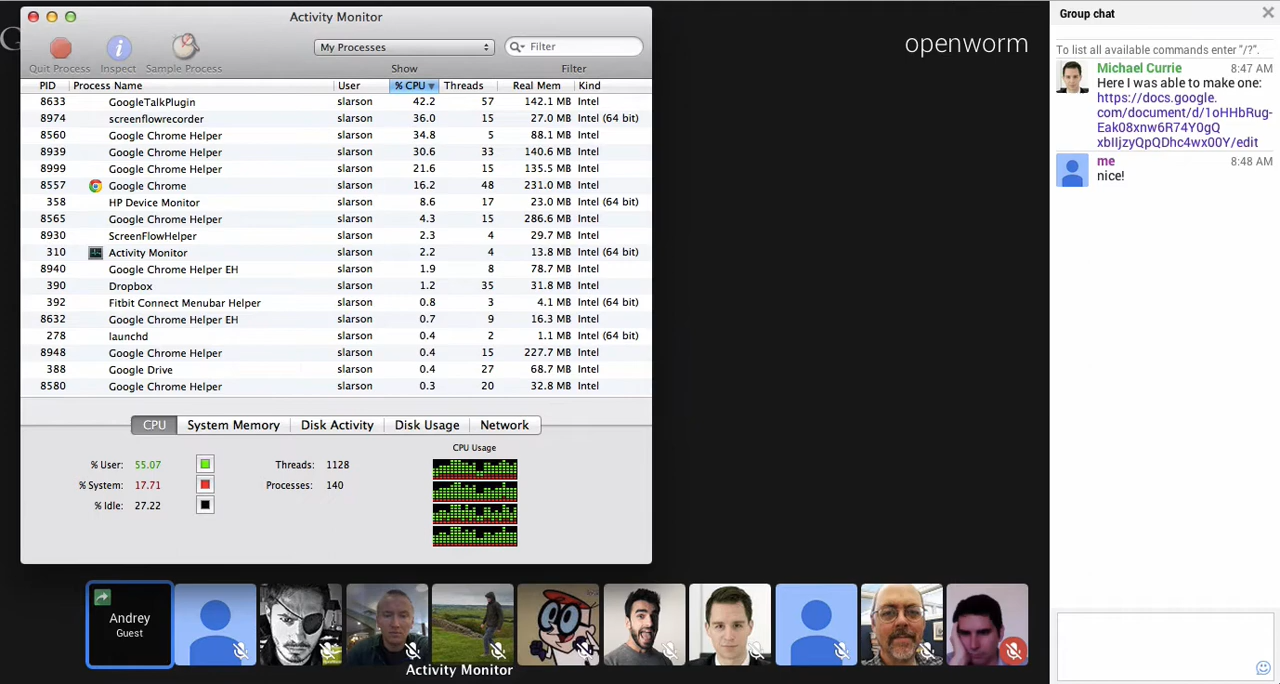 Activity Monitor
My Processes
Filter
Quit Process Inspect Sample Process Show Filter
PID Process Name User % CPU Threads Real Mem Kind
8633 GoogleTalkPlugin slarson 42.2 57 142.1 MB Intel
8974 screenflowrecorder slarson 36.0 15 27.0 MB Intel (64 bit)
8560 Google Chrome Helper slarson 34.8 5 88.1 MB Intel
8939 Google Chrome Helper slarson 30.6 33 140.6 MB Intel
8999 Google Chrome Helper slarson 21.6 15 135.5 MB Intel
8557 Google Chrome slarson 16.2 48 231.0 MB Intel
358 HP Device Monitor slarson 8.6 17 23.0 MB Intel (64 bit)
8565 Google Chrome Helper slarson 4.3 15 286.6 MB Intel
8930 ScreenFlowHelper slarson 2.3 4 29.7 MB Intel
310 Activity Monitor slarson 2.2 4 13.8 MB Intel (64 bit)
8940 Google Chrome Helper EH slarson 1.9 8 78.7 MB Intel
390 Dropbox slarson 1.2 35 31.8 MB Intel
392 Fitbit Connect Menubar Helper slarson 0.8 3 4.1 MB Intel (64 bit)
8632 Google Chrome Helper EH slarson 0.7 9 16.3 MB Intel
278 launchd slarson 0.4 2 1.1 MB Intel (64 bit)
8948 Google Chrome Helper slarson 0.4 15 227.7 MB Intel
388 Google Drive slarson 0.4 27 68.7 MB Intel
8580 Google Chrome Helper slarson 0.3 20 32.8 MB Intel
CPU System Memory Disk Activity Disk Usage Network
CPU Usage
% User: 55.07 Threads: 1128
% System: 17.71 Processes: 140
% Idle: 27.22
openworm
Andrey
Guest
Activity Monitor
Group chat
To list all available commands enter "/?".
Michael Currie 8:47 AM
Here I was able to make one:
https://docs.google.
com/document/d/1oHHbRug-
Eak08xnw6R74Y0gQ
xbIIjzyQpQDhc4wx00Y/edit
me 8:48 AM
nice!